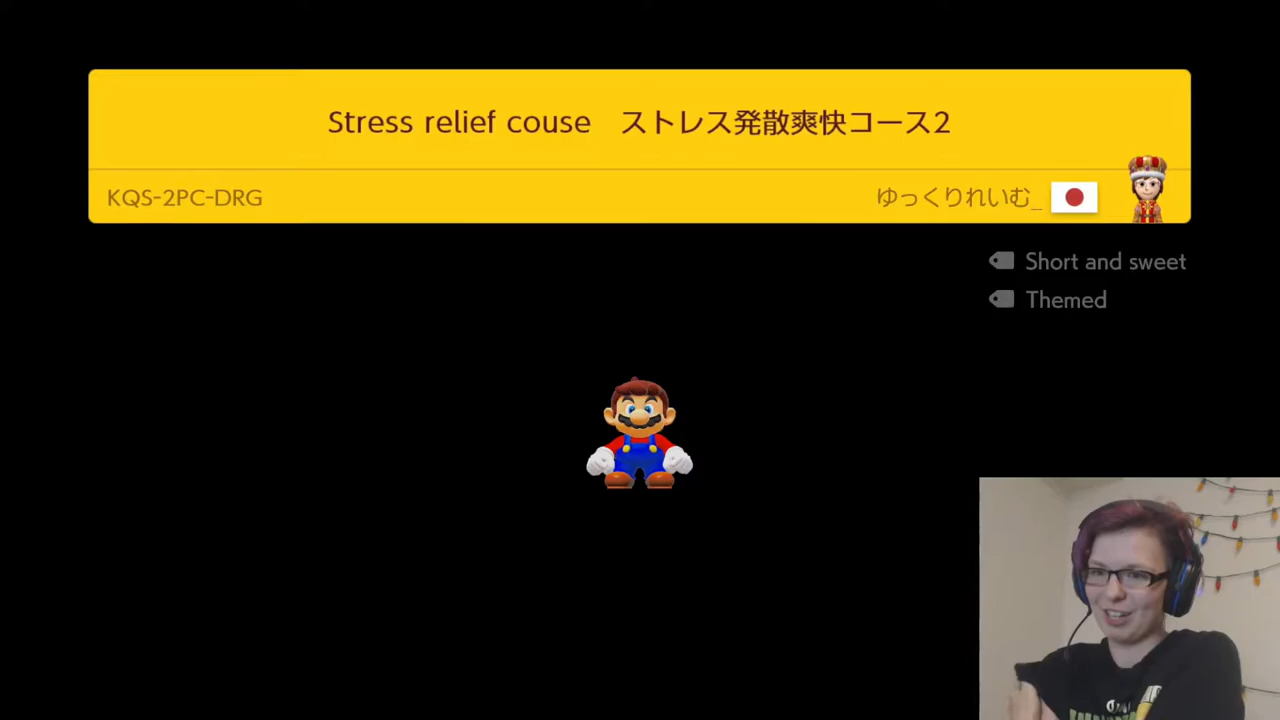 Stress relief couse　ストレス発散爽快コース2
KQS-2PC-DRG
ゆっくりれいむ_
Short and sweet
Themed